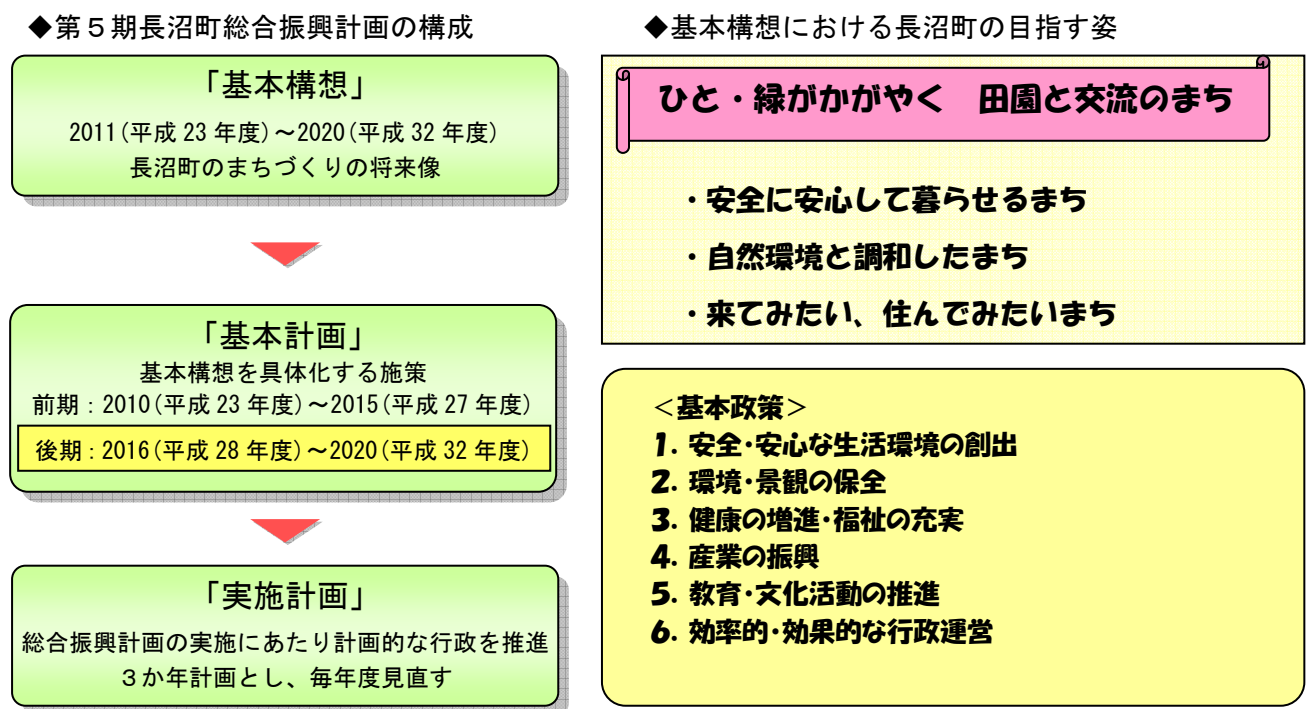 ◆第５期長沼町総合振興計画の構成
「基本構想」
2011(平成 23 年度)～2020(平成 32 年度)
長沼町のまちづくりの将来像
「基本計画」
基本構想を具体化する施策
前期：2010(平成 23 年度)～2015(平成 27 年度)
後期：2016(平成 28 年度)～2020(平成 32 年度)
「実施計画」
総合振興計画の実施にあたり計画的な行政を推進
３か年計画とし、毎年度見直す
◆基本構想における長沼町の目指す姿
ひと・緑がかがやく　田園と交流のまち
・安全に安心して暮らせるまち
・自然環境と調和したまち
・来てみたい、住んでみたいまち
＜基本政策＞
1. 安全･安心な生活環境の創出
2. 環境･景観の保全
3. 健康の増進･福祉の充実
4. 産業の振興
5. 教育･文化活動の推進
6. 効率的･効果的な行政運営